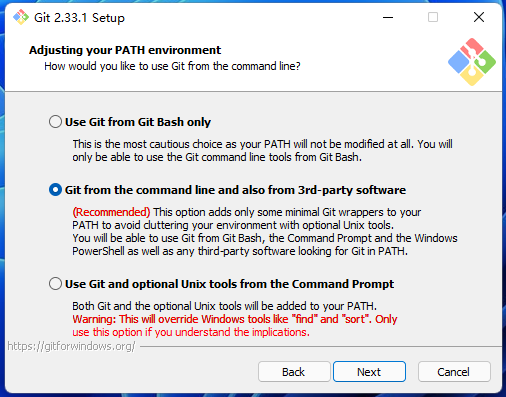 Git 2.33.1 Setup
Adjusting your PATH environment
How would you like to use Git from the command line?
Use Git from Git Bash only
This is the most cautious choice as your PATH will not be modified at all. You will
only be able to use the Git command line tools from Git Bash.
Git from the command line and also from 3rd-party software
(Recommended) This option adds only some minimal Git wrappers to your
PATH to avoid cluttering your environment with optional Unix tools.
You will be able to use Git from Git Bash, the Command Prompt and the Windows
PowerShell as well as any third-party software looking for Git in PATH.
Use Git and optional Unix tools from the Command Prompt
Both Git and the optional Unix tools will be added to your PATH.
Warning: This will override Windows tools like "find" and "sort". Only
use this option if you understand the implications.
https://gitforwindows.org/
Back Next Cancel